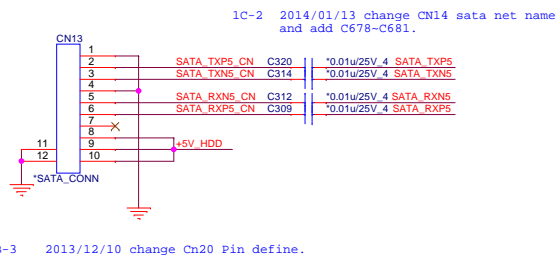 1C-2 2014/01/13 change CN14 sata net name
and add C678~C681.
CN13
1
2 SATA_TXP5_CN C320 *0.01u/25V_4 SATA_TXP5
3 SATA_TXN5_CN C314 *0.01u/25V_4 SATA_TXN5
4
5 SATA_RXN5_CN C312 *0.01u/25V_4 SATA_RXN5
6 SATA_RXP5_CN C309 *0.01u/25V_4 SATA_RXP5
7
8
11 9 +5V_HDD
12 10
*SATA_CONN
-3 2013/12/10 change Cn20 Pin define.